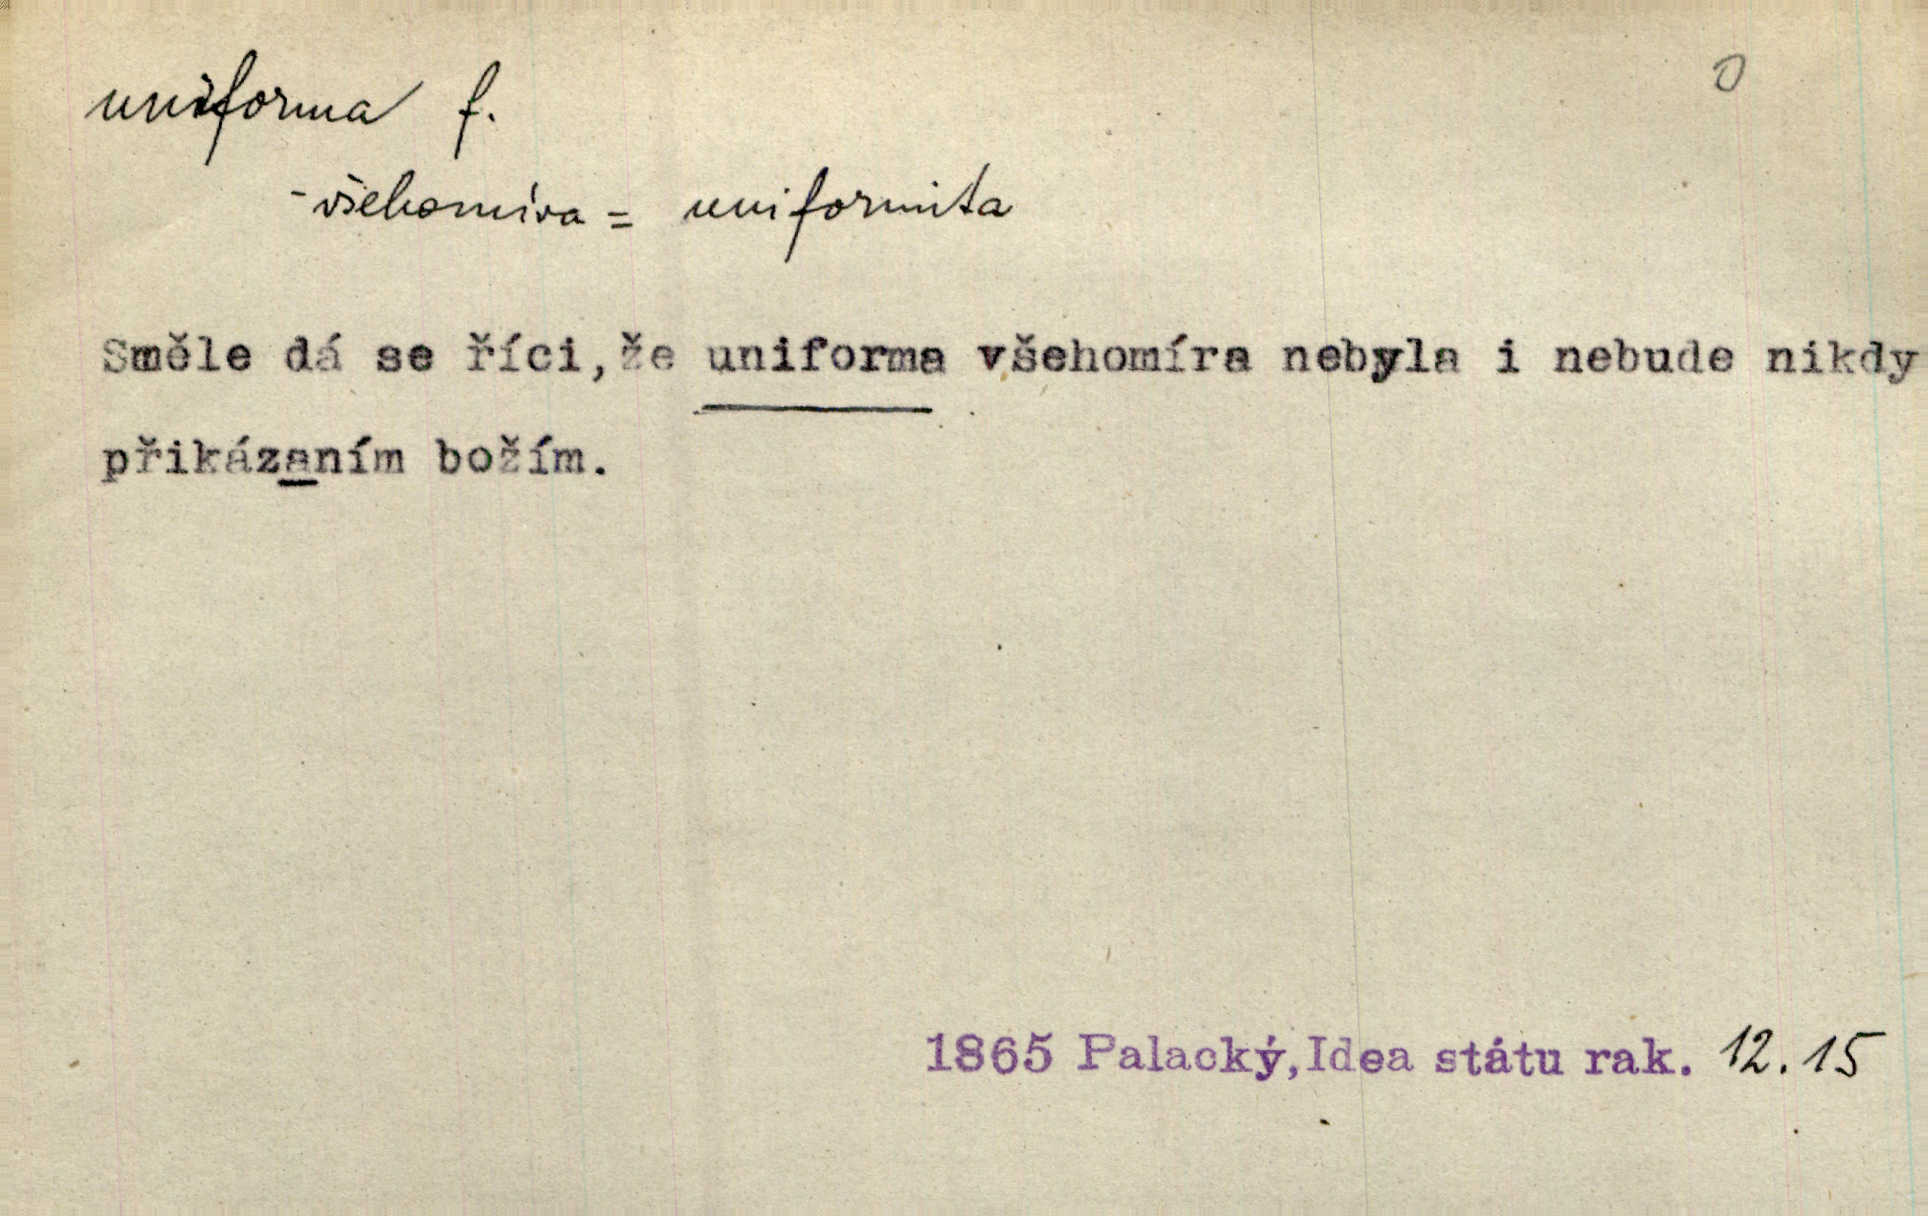 uniforma f.
0
- všehomíra = uniformita
Směle dá se říci,že uniforma všehomíra nebyla i nebude nikdy
přikázaním božím.
1865 Palacký,Idea státu rak. 12.15